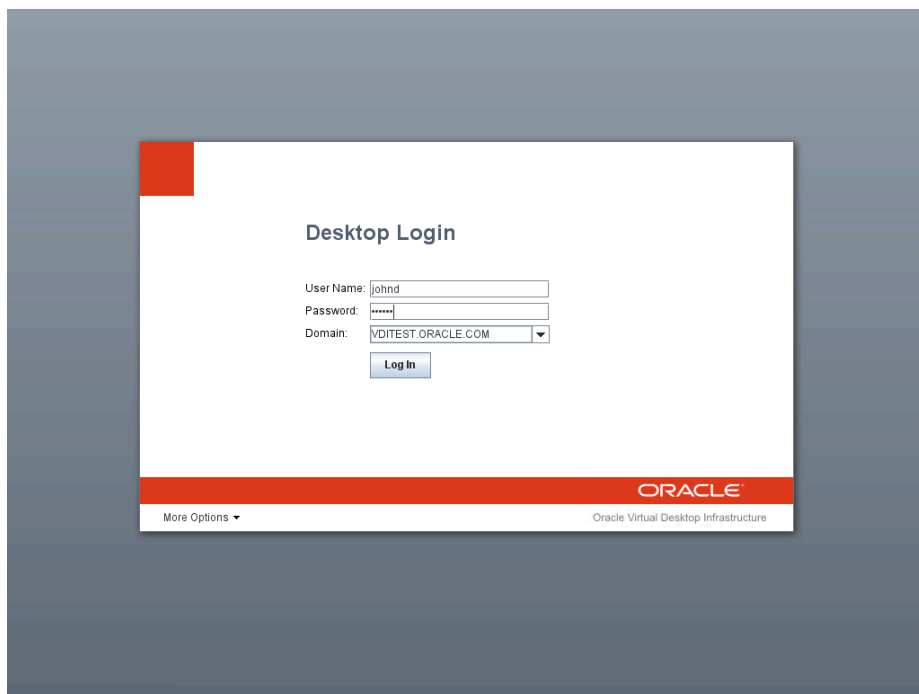 Desktop Login
User Name: johnd
Password: ••••••
Domain: VDITEST.ORACLE.COM
Log In
ORACLE
More Options
Oracle Virtual Desktop Infrastructure